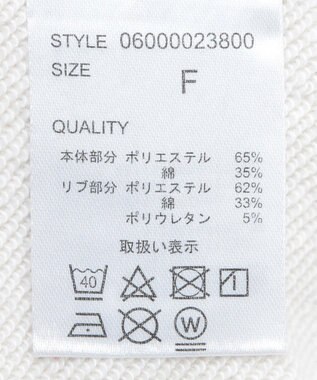 STYLE 06000023800
SIZE
F
QUALITY
本体部分 ポリエステル 65%
綿 35%
リブ部分 ポリエステル 62%
綿 33%
ポリウレタン 5%
取扱い表示
40
W